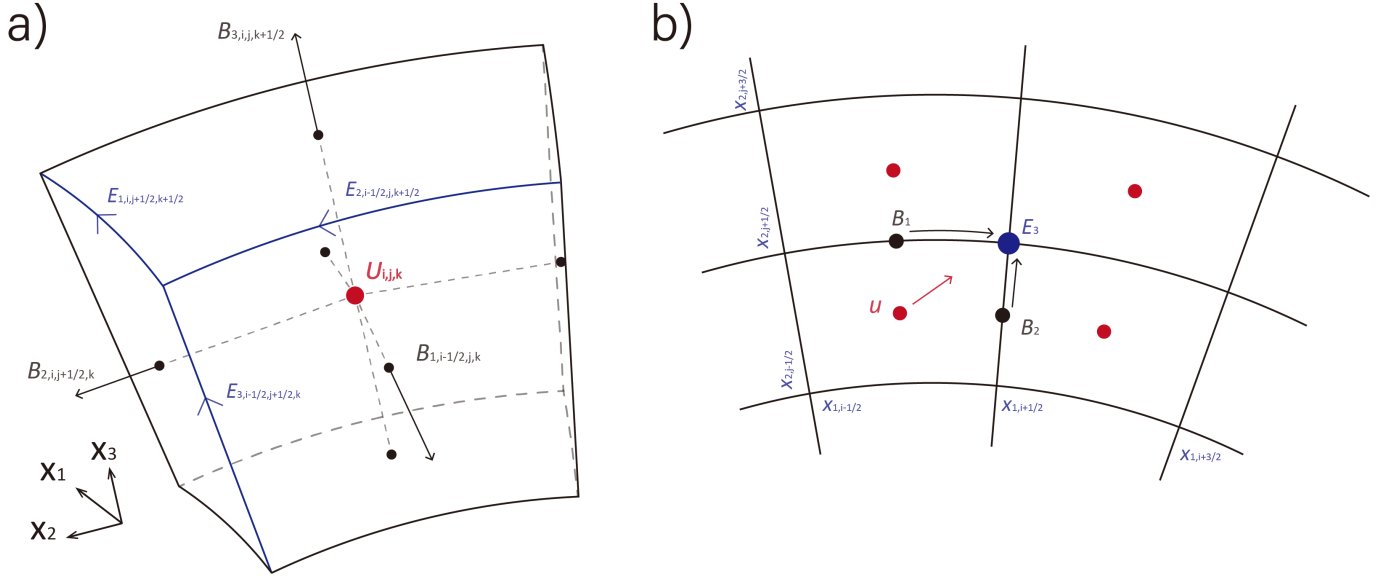 a)
B3,i,j,k+1/2
E1,i,j+1/2,k+1/2
E2,i-1/2,j,k+1/2
Ui,j,k
B1,i-1/2,j,k
B2,i,j+1/2,k
E3,i-1/2,j+1/2,k
x3
x1
x2
b)
x2,j+3/2
x2,j+1/2
B1
E3
u
B2
x2,j-1/2
x1,i-1/2
x1,i+1/2
x1,i+3/2